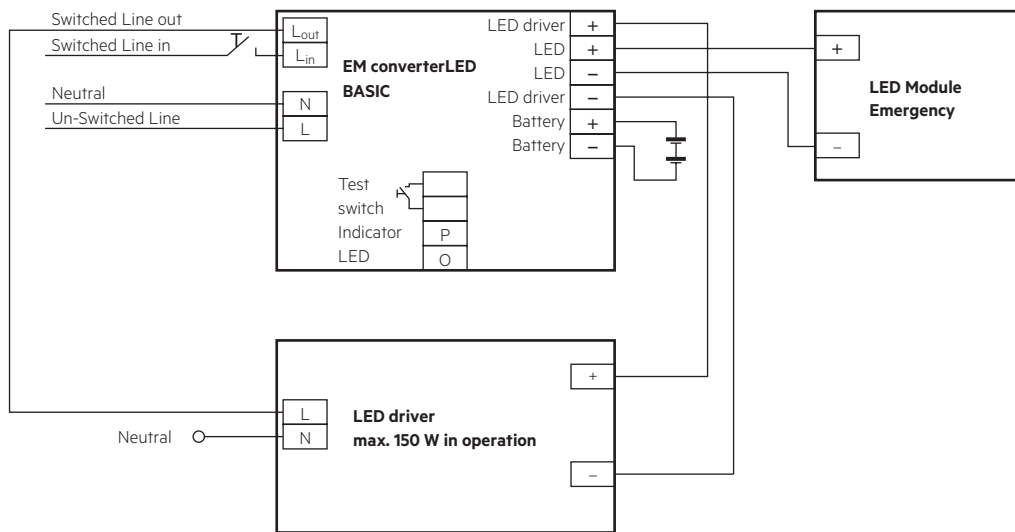 Switched Line out
Switched Line in
Neutral
Un-Switched Line
Lout
Lin
N
L
EM converterLED
BASIC
LED driver +
LED +
LED −
LED driver −
Battery +
Battery −
Test
switch
Indicator P
LED O
+
−
LED Module
Emergency
L
N
Neutral
LED driver
max. 150 W in operation
+
−